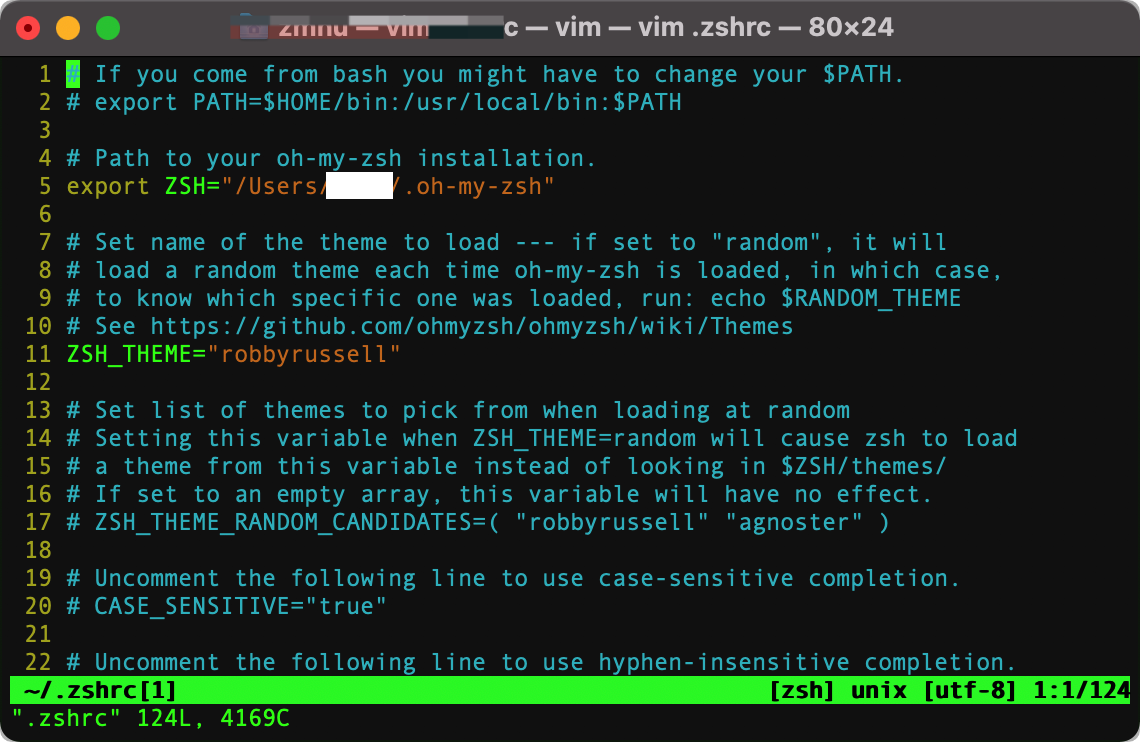 zmhu — vim c — vim — vim .zshrc — 80×24
1 # If you come from bash you might have to change your $PATH.
2 # export PATH=$HOME/bin:/usr/local/bin:$PATH
3
4 # Path to your oh-my-zsh installation.
5 export ZSH="/Users/ /.oh-my-zsh"
6
7 # Set name of the theme to load --- if set to "random", it will
8 # load a random theme each time oh-my-zsh is loaded, in which case,
9 # to know which specific one was loaded, run: echo $RANDOM_THEME
10 # See https://github.com/ohmyzsh/ohmyzsh/wiki/Themes
11 ZSH_THEME="robbyrussell"
12
13 # Set list of themes to pick from when loading at random
14 # Setting this variable when ZSH_THEME=random will cause zsh to load
15 # a theme from this variable instead of looking in $ZSH/themes/
16 # If set to an empty array, this variable will have no effect.
17 # ZSH_THEME_RANDOM_CANDIDATES=( "robbyrussell" "agnoster" )
18
19 # Uncomment the following line to use case-sensitive completion.
20 # CASE_SENSITIVE="true"
21
22 # Uncomment the following line to use hyphen-insensitive completion.
~/.zshrc[1] [zsh] unix [utf-8] 1:1/124
".zshrc" 124L, 4169C